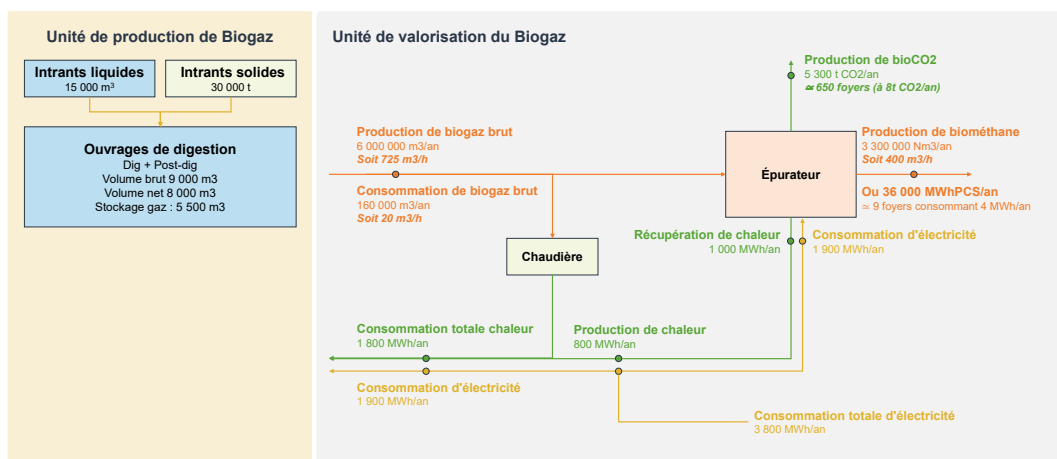 Unité de production de Biogaz
Intrants liquides
15 000 m³
Intrants solides
30 000 t
Ouvrages de digestion
Dig + Post-dig
Volume brut 9 000 m3
Volume net 8 000 m3
Stockage gaz : 5 500 m3
Unité de valorisation du Biogaz
Production de bioCO2
5 300 t CO2/an
≃ 650 foyers (à 8t CO2/an)
Production de biogaz brut
6 000 000 m3/an
Soit 725 m3/h
Consommation de biogaz brut
160 000 m3/an
Soit 20 m3/h
Épurateur
Production de biométhane
3 300 000 Nm3/an
Soit 400 m3/h
Ou 36 000 MWhPCS/an
≃ 9 foyers consommant 4 MWh/an
Récupération de chaleur
1 000 MWh/an
Consommation d'électricité
1 900 MWh/an
Chaudière
Consommation totale chaleur
1 800 MWh/an
Production de chaleur
800 MWh/an
Consommation d'électricité
1 900 MWh/an
Consommation totale d'électricité
3 800 MWh/an